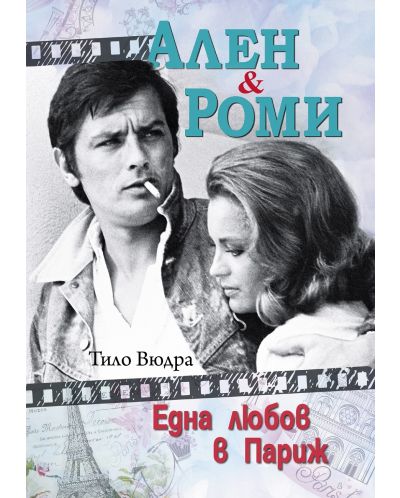 АЛЕН
&
РОМИ
Тило Вюдра
Една любов
в Париж